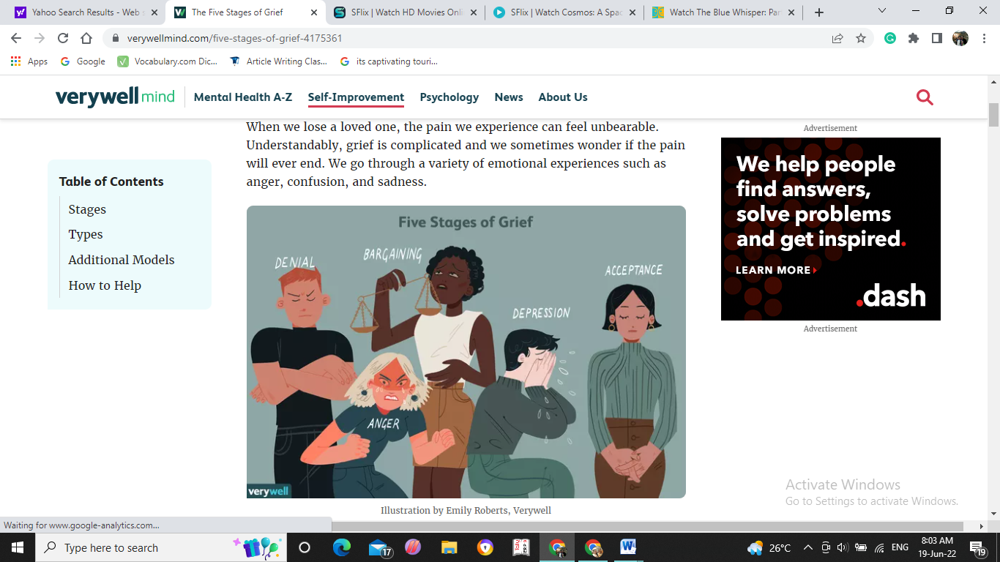 Yahoo Search Results - Web s
The Five Stages of Grief
SFlix | Watch HD Movies Onli
SFlix | Watch Cosmos: A Spac
Watch The Blue Whisper: Part
verywellmind.com/five-stages-of-grief-4175361
Apps
Google
Vocabulary.com Dic...
Article Writing Clas...
its captivating touri...
verywell mind
Mental Health A-Z
Self-Improvement
Psychology
News
About Us
When we lose a loved one, the pain we experience can feel unbearable.
Understandably, grief is complicated and we sometimes wonder if the pain
will ever end. We go through a variety of emotional experiences such as
anger, confusion, and sadness.
Table of Contents
Stages
Types
Additional Models
How to Help
Five Stages of Grief
DENIAL
BARGAINING
ACCEPTANCE
DEPRESSION
ANGER
verywell
Illustration by Emily Roberts, Verywell
Advertisement
We help people
find answers,
solve problems
and get inspired.
LEARN MORE
.dash
Advertisement
Activate Windows
Go to Settings to activate Windows.
Waiting for www.google-analytics.com...
Type here to search
17
26°C
ENG
8:03 AM
19-Jun-22
19